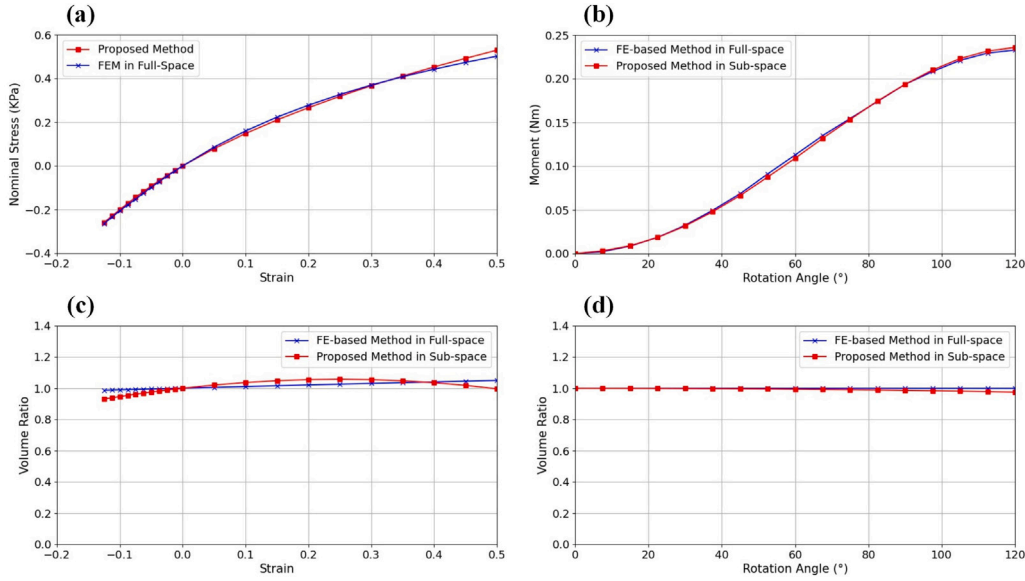 (a)
0.6
0.4
0.2
0.0
−0.2
−0.4
Nominal Stress (KPa)
Proposed Method
FEM in Full-Space
−0.2 −0.1 0.0 0.1 0.2 0.3 0.4 0.5
Strain
(b)
0.25
0.20
0.15
0.10
0.05
0.00
Moment (Nm)
FE-based Method in Full-space
Proposed Method in Sub-space
0 20 40 60 80 100 120
Rotation Angle (°)
(c)
1.4
1.2
1.0
0.8
0.6
0.4
0.2
0.0
Volume Ratio
FE-based Method in Full-space
Proposed Method in Sub-space
−0.2 −0.1 0.0 0.1 0.2 0.3 0.4 0.5
Strain
(d)
1.4
1.2
1.0
0.8
0.6
0.4
0.2
0.0
Volume Ratio
FE-based Method in Full-space
Proposed Method in Sub-space
0 20 40 60 80 100 120
Rotation Angle (°)